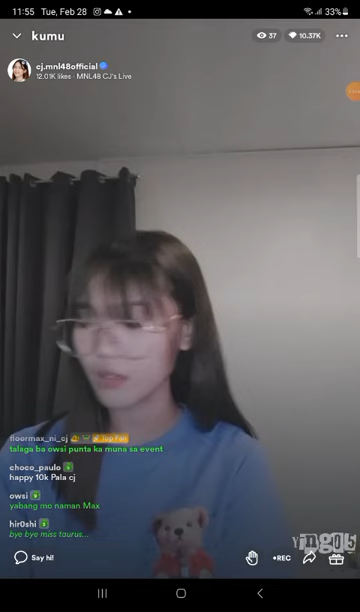 11:55 Tue, Feb 28 33%
kumu 37 10.37K
cj.mnl48official
12.01K likes · MNL48 CJ's Live
floormax_ni_cj Top Fan
talaga ba owsi punta ka muna sa event
choco_paulo
happy 10k Pala cj
owsi
yabang mo naman Max
hir0shi
bye bye miss taurus...
Say hi! •REC